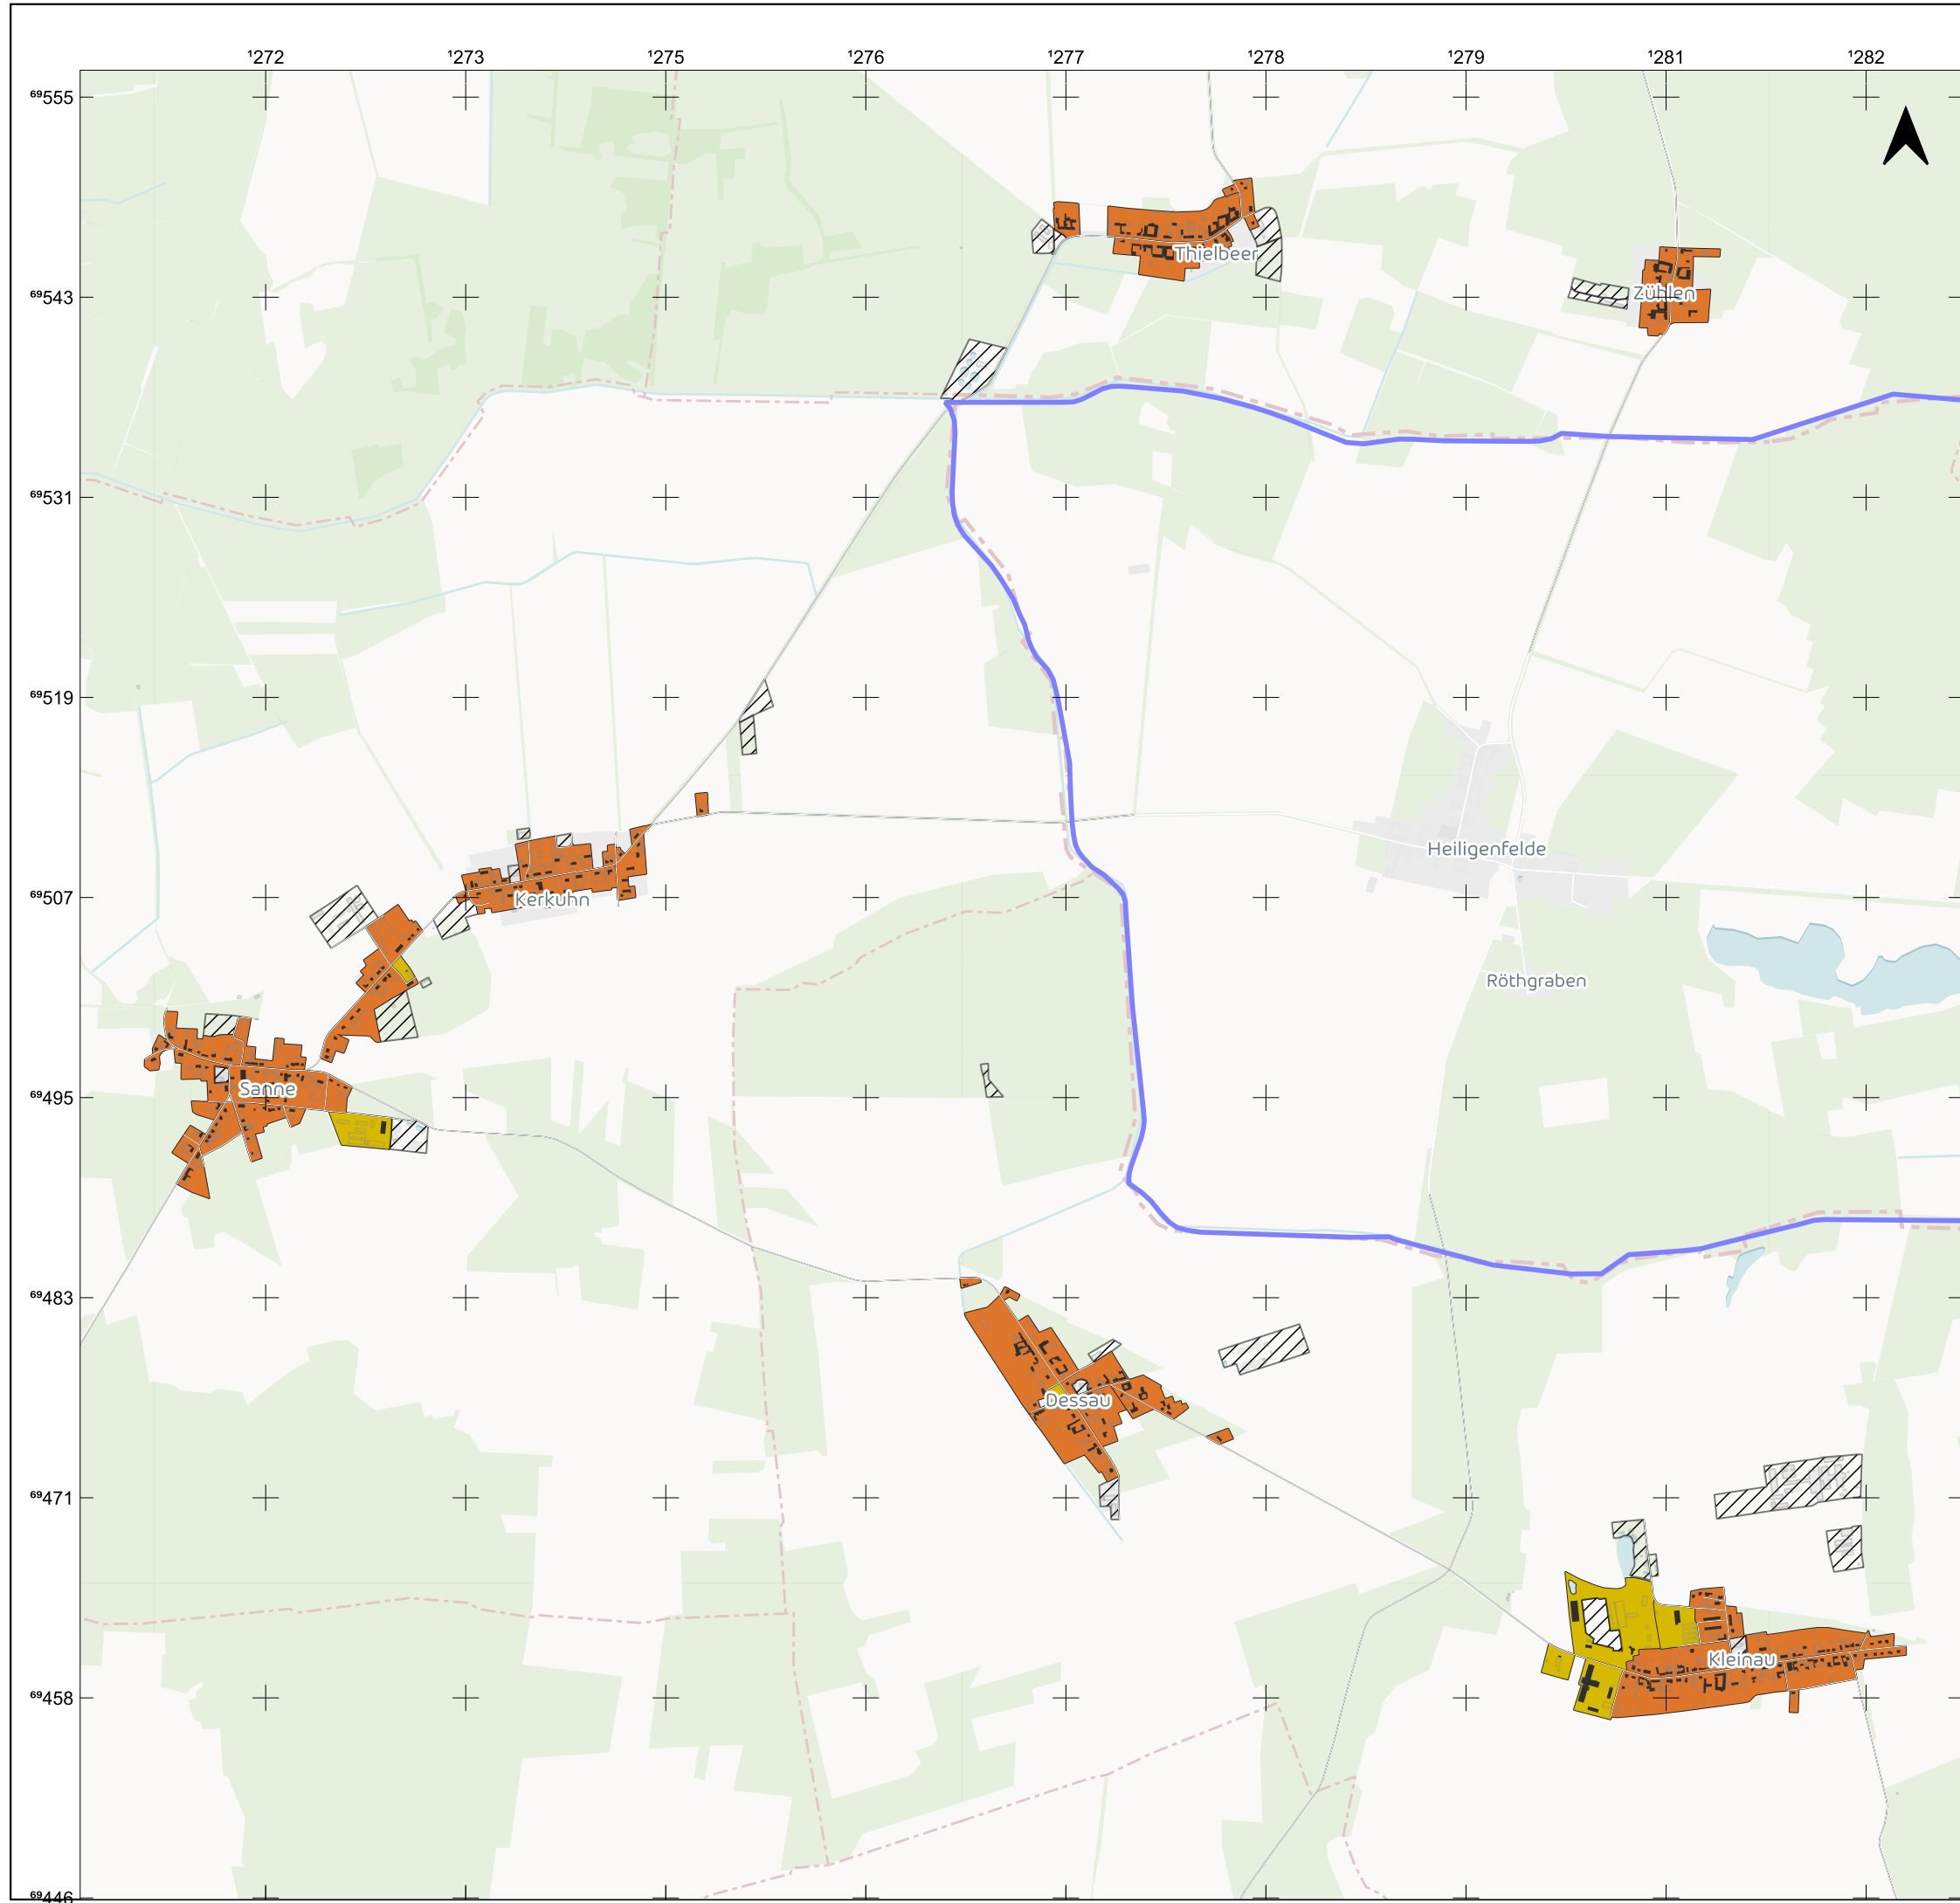 ¹272 ¹273 ¹275 ¹276 ¹277 ¹278 ¹279 ¹281 ¹282
⁶⁹555
Thielbeer
⁶⁹543
Zühlen
⁶⁹531
⁶⁹519
Heiligenfelde
⁶⁹507
Kerkuhn
Röthgraben
⁶⁹495
Sanne
⁶⁹483
Dessau
⁶⁹471
Kleinau
⁶⁹458
⁶⁹446